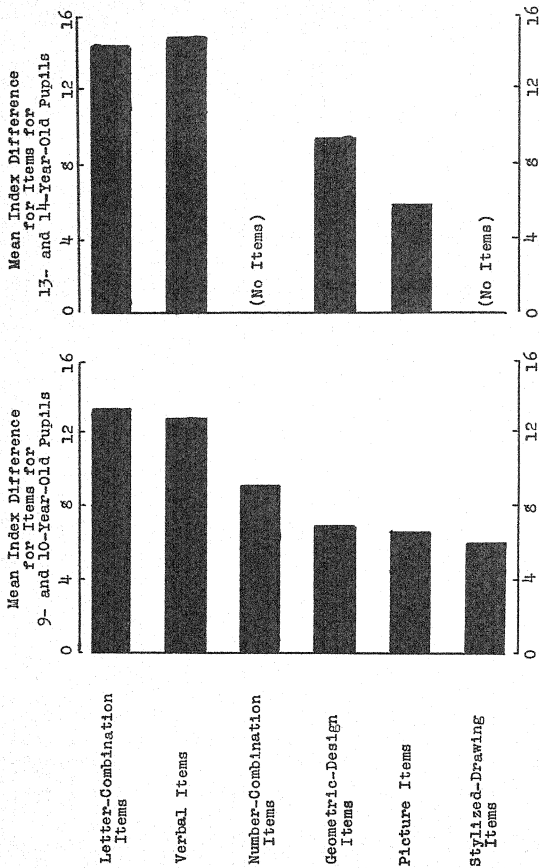 Mean Index Difference
for Items for
9- and 10-Year-Old Pupils
Mean Index Difference
for Items for
13- and 14-Year-Old Pupils
0 4 8 12 16
0 4 8 12 16
Letter-Combination
Items
Verbal Items
Number-Combination
Items
(No Items)
Geometric-Design
Items
Picture Items
Stylized-Drawing
Items
(No Items)
0 4 8 12 16
0 4 8 12 16